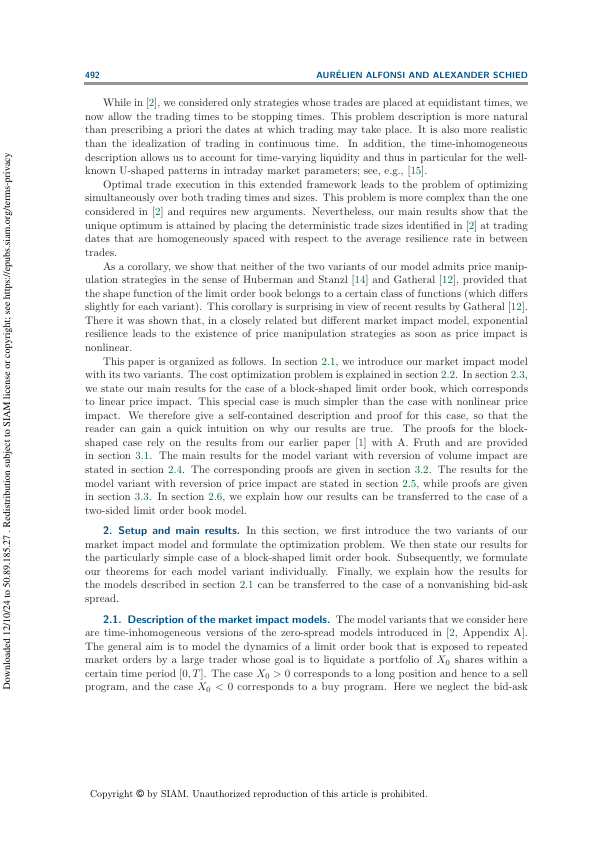 492
AURÉLIEN ALFONSI AND ALEXANDER SCHIED
While in [2], we considered only strategies whose trades are placed at equidistant times, we
now allow the trading times to be stopping times. This problem description is more natural
than prescribing a priori the dates at which trading may take place. It is also more realistic
than the idealization of trading in continuous time. In addition, the time-inhomogeneous
description allows us to account for time-varying liquidity and thus in particular for the well-
known U-shaped patterns in intraday market parameters; see, e.g., [15].
Optimal trade execution in this extended framework leads to the problem of optimizing
simultaneously over both trading times and sizes. This problem is more complex than the one
considered in [2] and requires new arguments. Nevertheless, our main results show that the
unique optimum is attained by placing the deterministic trade sizes identified in [2] at trading
dates that are homogeneously spaced with respect to the average resilience rate in between
trades.
As a corollary, we show that neither of the two variants of our model admits price manip-
ulation strategies in the sense of Huberman and Stanzl [14] and Gatheral [12], provided that
the shape function of the limit order book belongs to a certain class of functions (which differs
slightly for each variant). This corollary is surprising in view of recent results by Gatheral [12].
There it was shown that, in a closely related but different market impact model, exponential
resilience leads to the existence of price manipulation strategies as soon as price impact is
nonlinear.
This paper is organized as follows. In section 2.1, we introduce our market impact model
with its two variants. The cost optimization problem is explained in section 2.2. In section 2.3,
we state our main results for the case of a block-shaped limit order book, which corresponds
to linear price impact. This special case is much simpler than the case with nonlinear price
impact. We therefore give a self-contained description and proof for this case, so that the
reader can gain a quick intuition on why our results are true. The proofs for the block-
shaped case rely on the results from our earlier paper [1] with A. Fruth and are provided
in section 3.1. The main results for the model variant with reversion of volume impact are
stated in section 2.4. The corresponding proofs are given in section 3.2. The results for the
model variant with reversion of price impact are stated in section 2.5, while proofs are given
in section 3.3. In section 2.6, we explain how our results can be transferred to the case of a
two-sided limit order book model.
2. Setup and main results. In this section, we first introduce the two variants of our
market impact model and formulate the optimization problem. We then state our results for
the particularly simple case of a block-shaped limit order book. Subsequently, we formulate
our theorems for each model variant individually. Finally, we explain how the results for
the models described in section 2.1 can be transferred to the case of a nonvanishing bid-ask
spread.
2.1. Description of the market impact models. The model variants that we consider here
are time-inhomogeneous versions of the zero-spread models introduced in [2, Appendix A].
The general aim is to model the dynamics of a limit order book that is exposed to repeated
market orders by a large trader whose goal is to liquidate a portfolio of X₀ shares within a
certain time period [0, T]. The case X₀ > 0 corresponds to a long position and hence to a sell
program, and the case X₀ < 0 corresponds to a buy program. Here we neglect the bid-ask
Copyright © by SIAM. Unauthorized reproduction of this article is prohibited.
Downloaded 12/10/24 to 50.89.185.27 . Redistribution subject to SIAM license or copyright; see https://epubs.siam.org/terms-privacy